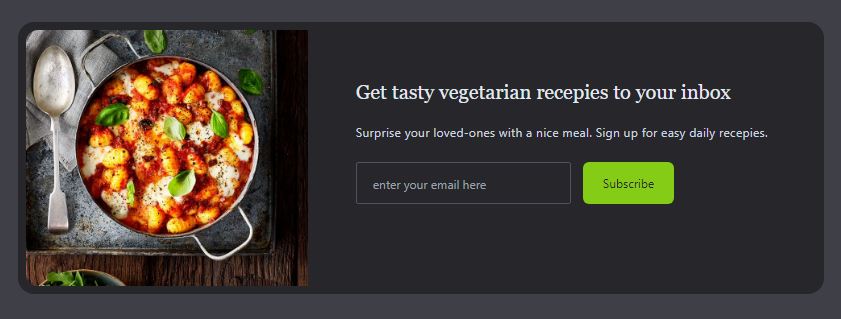 Get tasty vegetarian recepies to your inbox
Surprise your loved-ones with a nice meal. Sign up for easy daily recepies.
enter your email here
Subscribe